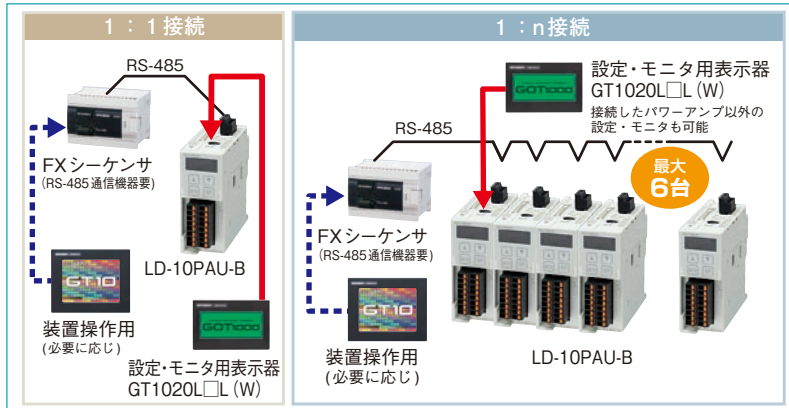 1：1接続
RS-485
FXシーケンサ
(RS-485通信機器要)
LD-10PAU-B
GT10
装置操作用
(必要に応じ)
GOT1000
設定・モニタ用表示器
GT1020L□L(W)
1：n接続
GOT1000
設定・モニタ用表示器
GT1020L□L(W)
接続したパワーアンプ以外の
設定・モニタも可能
RS-485
最大
6台
FXシーケンサ
(RS-485通信機器要)
GT10
装置操作用
(必要に応じ)
LD-10PAU-B